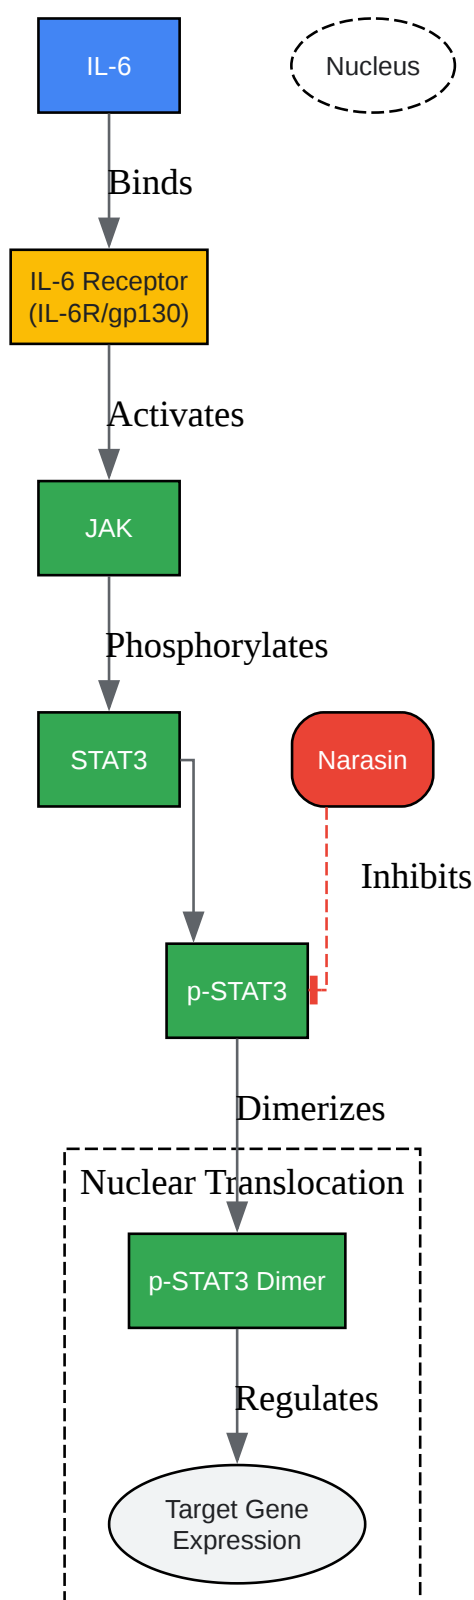 IL-6
Nucleus
Binds
IL-6 Receptor
(IL-6R/gp130)
Activates
JAK
Phosphorylates
STAT3
Narasin
Inhibits
p-STAT3
Dimerizes
Nuclear Translocation
p-STAT3 Dimer
Regulates
Target Gene
Expression